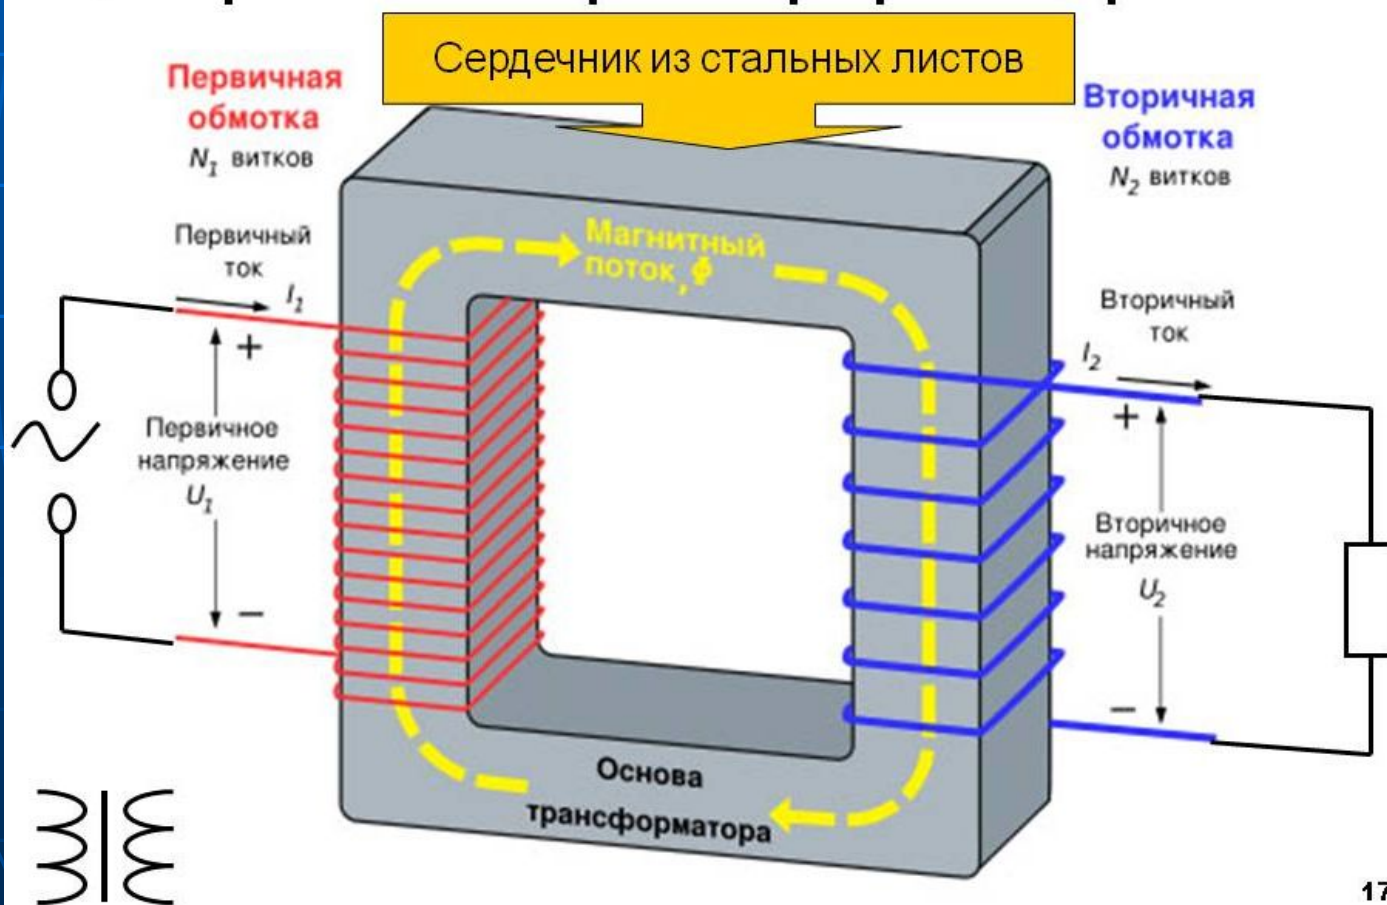 Сердечник из стальных листов
Первичная
обмотка
N₁ витков
Вторичная
обмотка
N₂ витков
Первичный
ток
I₁
+
Магнитный
поток, Φ
Вторичный
ток
I₂
+
Первичное
напряжение
U₁
−
Вторичное
напряжение
U₂
−
Основа
трансформатора
17